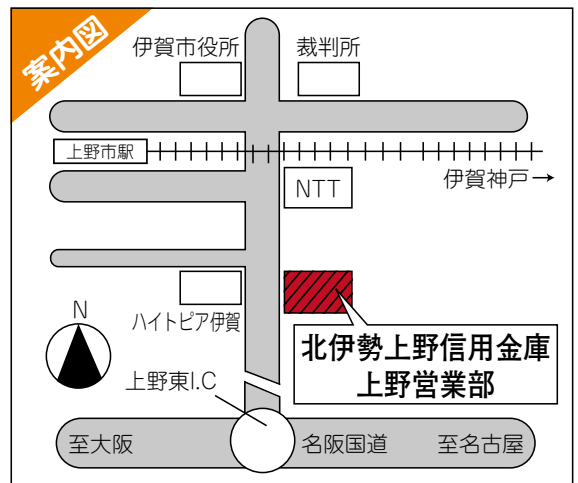 案内図
伊賀市役所
裁判所
上野市駅
伊賀神戸→
NTT
ハイトピア伊賀
N
北伊勢上野信用金庫
上野営業部
上野東I.C
至大阪
名阪国道
至名古屋